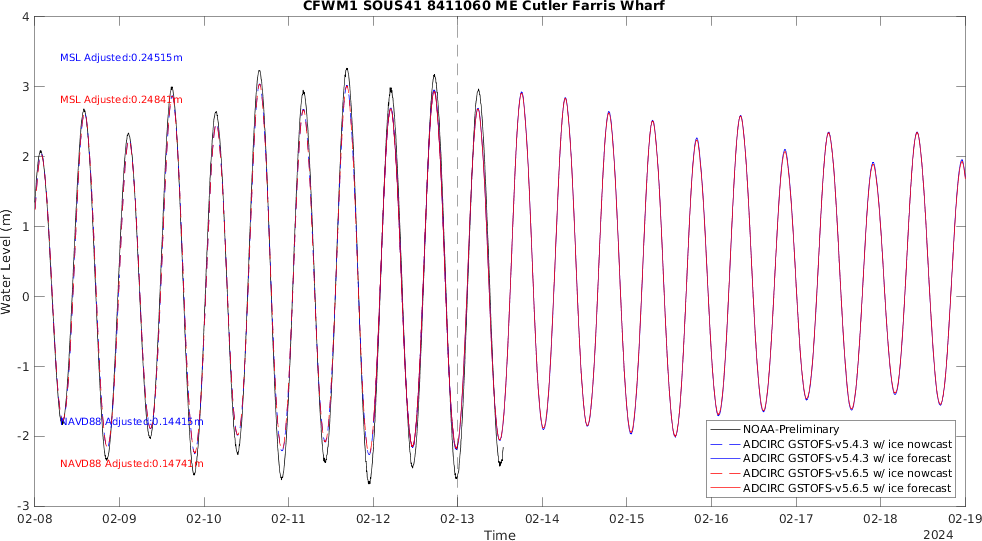 CFWM1 SOUS41 8411060 ME Cutler Farris Wharf
4
3
2
1
0
-1
-2
-3
Water Level (m)
MSL Adjusted:0.24515m
MSL Adjusted:0.24841m
NAVD88 Adjusted:0.14415m
NAVD88 Adjusted:0.14741m
NOAA-Preliminary
ADCIRC GSTOFS-v5.4.3 w/ ice nowcast
ADCIRC GSTOFS-v5.4.3 w/ ice forecast
ADCIRC GSTOFS-v5.6.5 w/ ice nowcast
ADCIRC GSTOFS-v5.6.5 w/ ice forecast
02-08 02-09 02-10 02-11 02-12 02-13 02-14 02-15 02-16 02-17 02-18 02-19
Time
2024